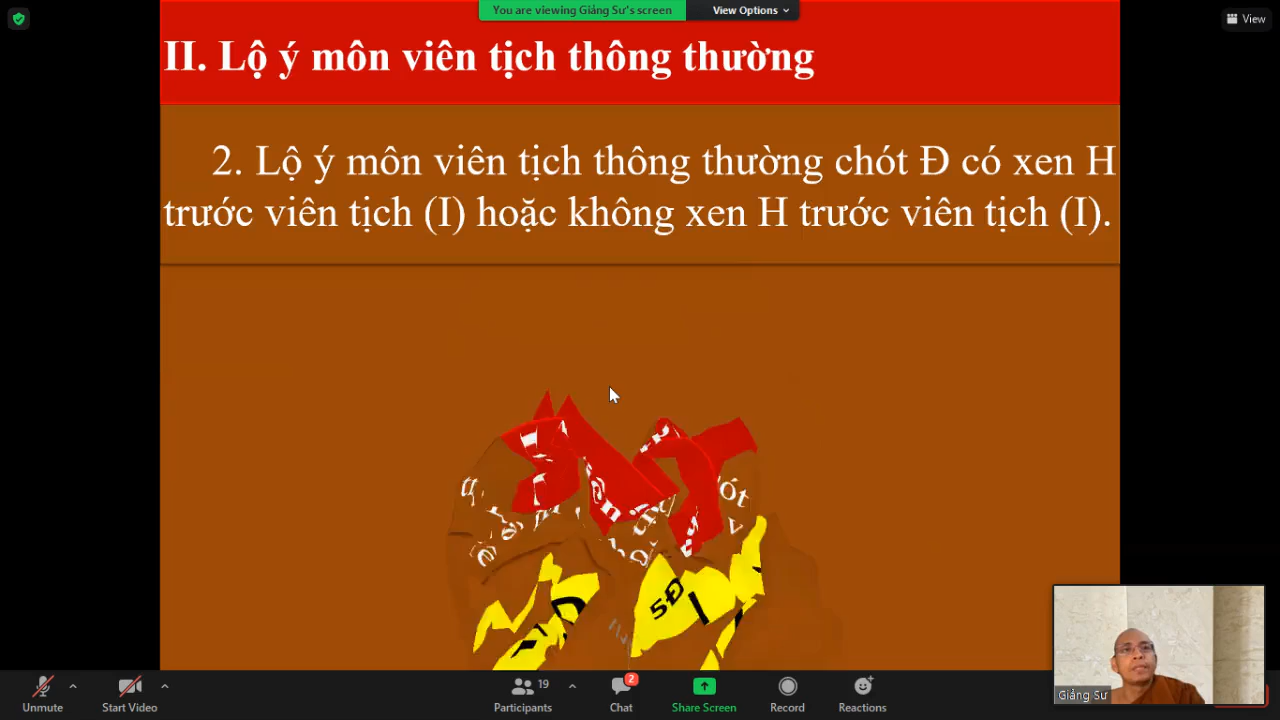 You are viewing Giảng Sư's screen
View Options
View
II. Lộ ý môn viên tịch thông thường
2. Lộ ý môn viên tịch thông thường chót Đ có xen H
trước viên tịch (I) hoặc không xen H trước viên tịch (I).
ót
5Đ
Giảng Sư
Unmute
Start Video
Participants
19
Chat
2
Share Screen
Record
Reactions